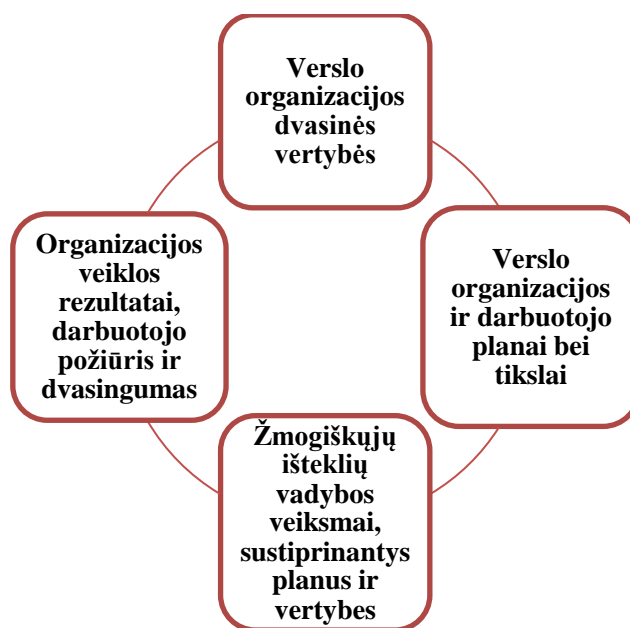 Verslo
organizacijos
dvasinės
vertybės
Organizacijos
veiklos
rezultatai,
darbuotojo
požiūris ir
dvasingumas
Verslo
organizacijos
ir darbuotojo
planai bei
tikslai
Žmogiškųjų
išteklių
vadybos
veiksmai,
sustiprinantys
planus ir
vertybes